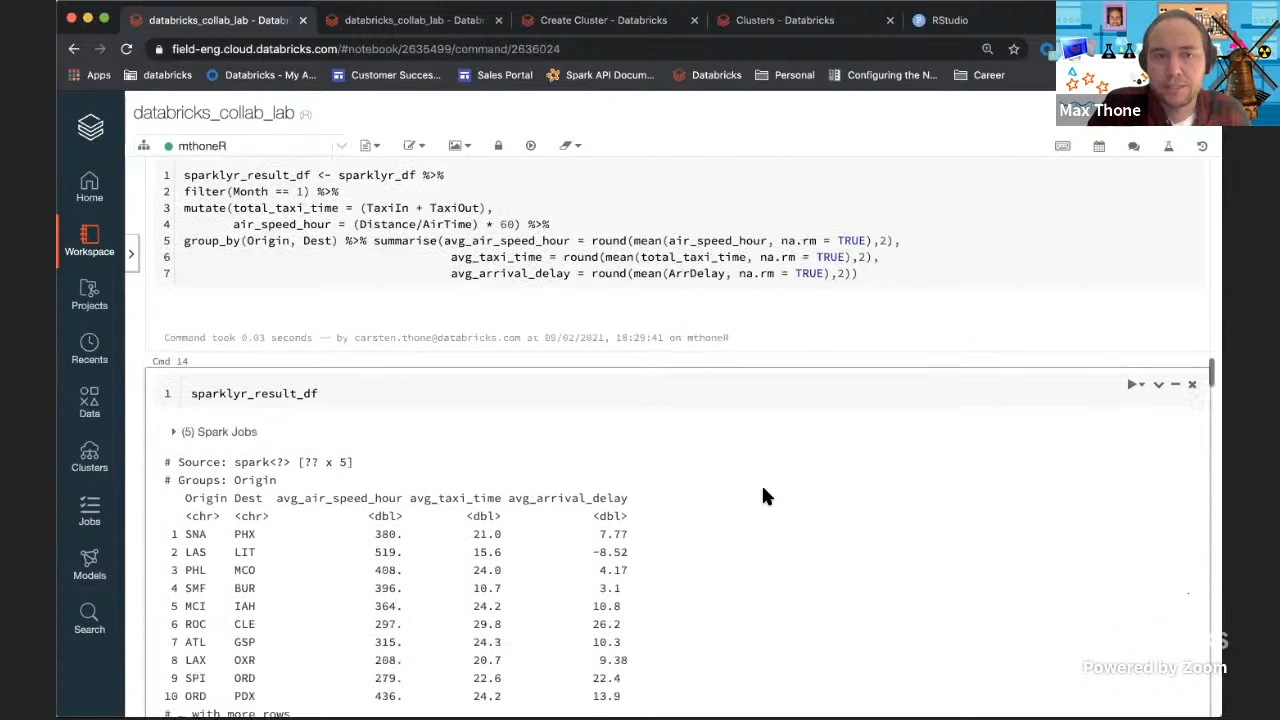 databricks_collab_lab - Databri
databricks_collab_lab - Databri
Create Cluster - Databricks
Clusters - Databricks
RStudio
field-eng.cloud.databricks.com/#notebook/2635499/command/2636024
Apps
databricks
Databricks - My A...
Customer Succes...
Sales Portal
Spark API Docum...
Databricks
Personal
Configuring the N...
Career
Max Thone
databricks_collab_lab (R)
mthoneR
Home
Workspace
Projects
Recents
Data
Clusters
Jobs
Models
Search
1 sparklyr_result_df <- sparklyr_df %>%
2 filter(Month == 1) %>%
3 mutate(total_taxi_time = (TaxiIn + TaxiOut),
4 air_speed_hour = (Distance/AirTime) * 60) %>%
5 group_by(Origin, Dest) %>% summarise(avg_air_speed_hour = round(mean(air_speed_hour, na.rm = TRUE),2),
6 avg_taxi_time = round(mean(total_taxi_time, na.rm = TRUE),2),
7 avg_arrival_delay = round(mean(ArrDelay, na.rm = TRUE),2))
Command took 0.03 seconds -- by carsten.thone@databricks.com at 09/02/2021, 18:29:41 on mthoneR
Cmd 14
1 sparklyr_result_df
(5) Spark Jobs
# Source: spark<?> [?? x 5]
# Groups: Origin
Origin Dest avg_air_speed_hour avg_taxi_time avg_arrival_delay
<chr> <chr> <dbl> <dbl> <dbl>
1 SNA PHX 380. 21.0 7.77
2 LAS LIT 519. 15.6 -8.52
3 PHL MCO 408. 24.0 4.17
4 SMF BUR 396. 10.7 3.1
5 MCI IAH 364. 24.2 10.8
6 ROC CLE 297. 29.8 26.2
7 ATL GSP 315. 24.3 10.3
8 LAX OXR 208. 20.7 9.38
9 SPI ORD 279. 22.6 22.4
10 ORD PDX 436. 24.2 13.9
# … with more rows
Powered by Zoom